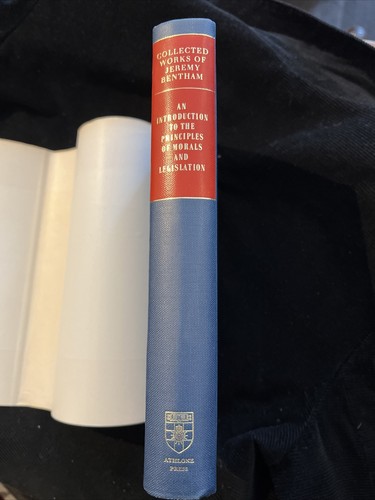 COLLECTED
WORKS OF
JEREMY
BENTHAM
AN
INTRODUCTION
TO THE
PRINCIPLES
OF MORALS
AND
LEGISLATION
ATHLONE
PRESS